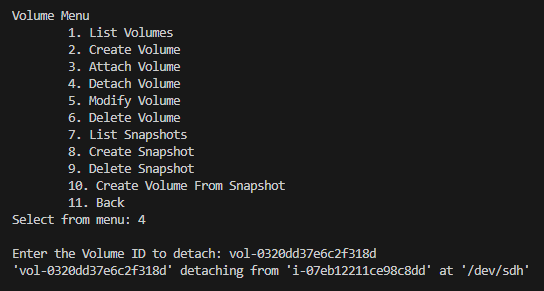 Volume Menu
1. List Volumes
2. Create Volume
3. Attach Volume
4. Detach Volume
5. Modify Volume
6. Delete Volume
7. List Snapshots
8. Create Snapshot
9. Delete Snapshot
10. Create Volume From Snapshot
11. Back
Select from menu: 4
Enter the Volume ID to detach: vol-0320dd37e6c2f318d
'vol-0320dd37e6c2f318d' detaching from 'i-07eb12211ce98c8dd' at '/dev/sdh'